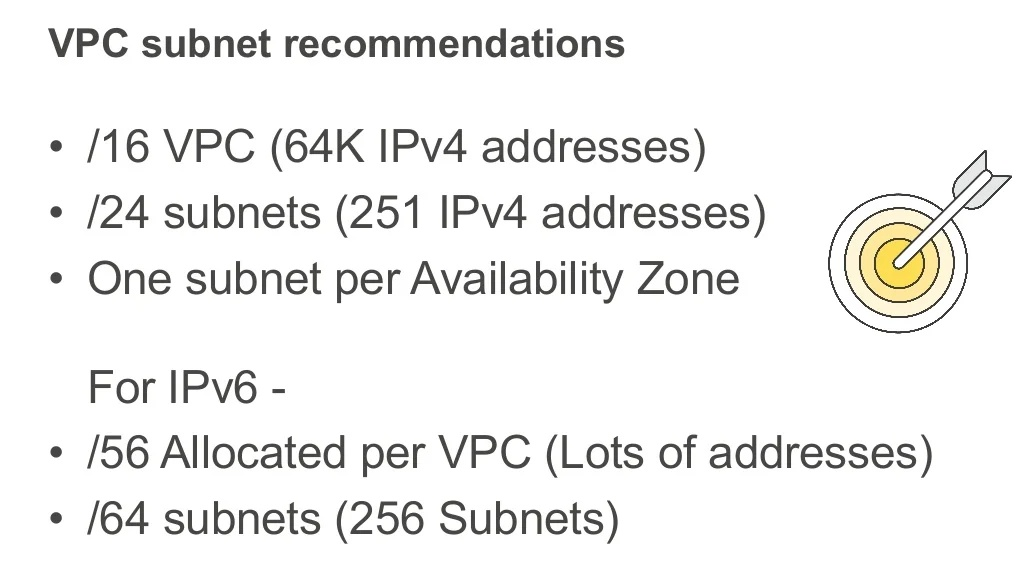 VPC subnet recommendations
• /16 VPC (64K IPv4 addresses)
• /24 subnets (251 IPv4 addresses)
• One subnet per Availability Zone
For IPv6 -
• /56 Allocated per VPC (Lots of addresses)
• /64 subnets (256 Subnets)